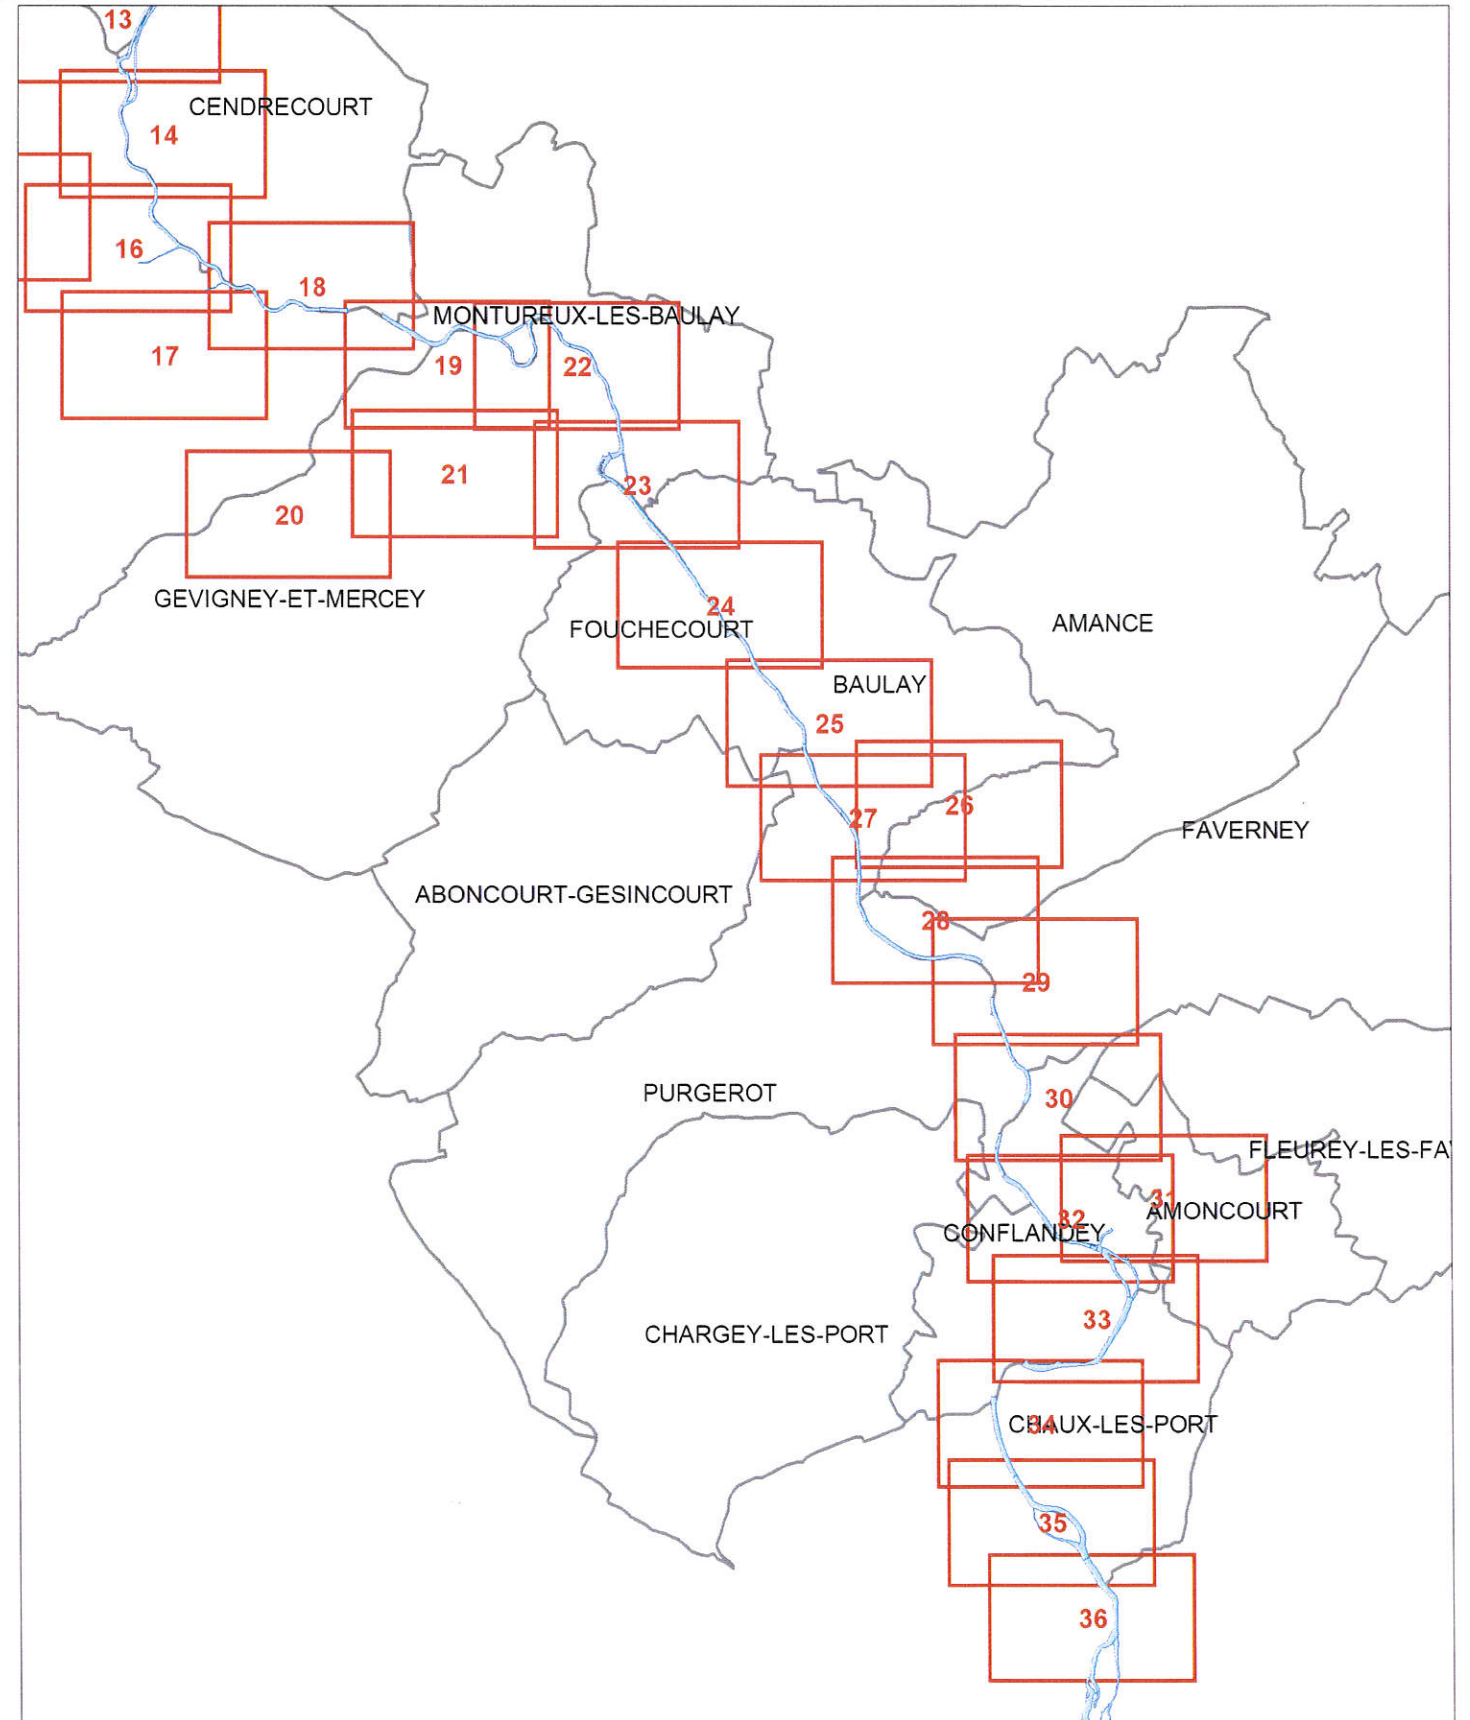 13
CENDRECOURT
14
16
18
MONTUREUX-LES-BAULAY
17
19
22
21
23
20
GEVIGNEY-ET-MERCEY
24
FOUCHECOURT
AMANCE
BAULAY
25
26
27
FAVERNEY
ABONCOURT-GESINCOURT
28
29
PURGEROT
30
FLEUREY-LES-FA
31
AMONCOURT
32
CONFLANDEY
33
CHARGEY-LES-PORT
34
CHAUX-LES-PORT
35
36